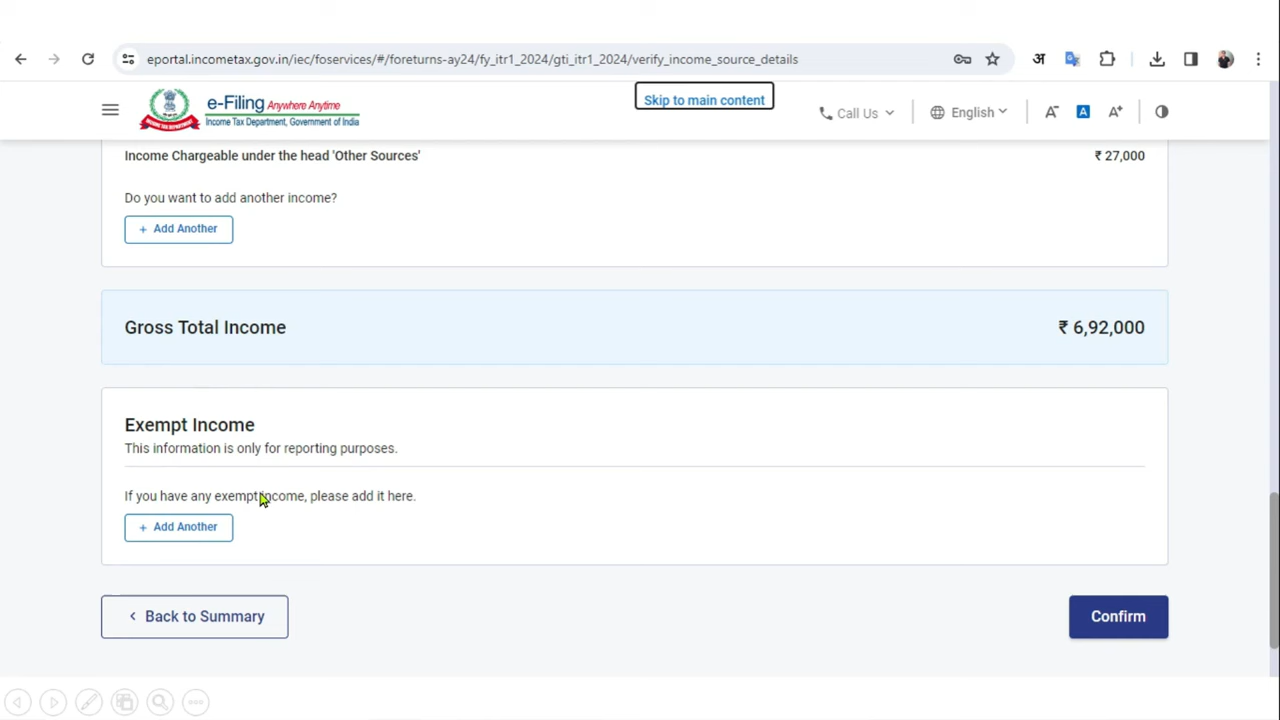 eportal.incometax.gov.in/iec/foservices/#/foreturns-ay24/fy_itr1_2024/gti_itr1_2024/verify_income_source_details
अ
e-Filing Anywhere Anytime
Income Tax Department, Government of India
Skip to main content
Call Us
English
A-
A
A+
Income Chargeable under the head 'Other Sources' ₹ 27,000
Do you want to add another income?
+ Add Another
Gross Total Income ₹ 6,92,000
Exempt Income
This information is only for reporting purposes.
If you have any exempt income, please add it here.
+ Add Another
< Back to Summary
Confirm